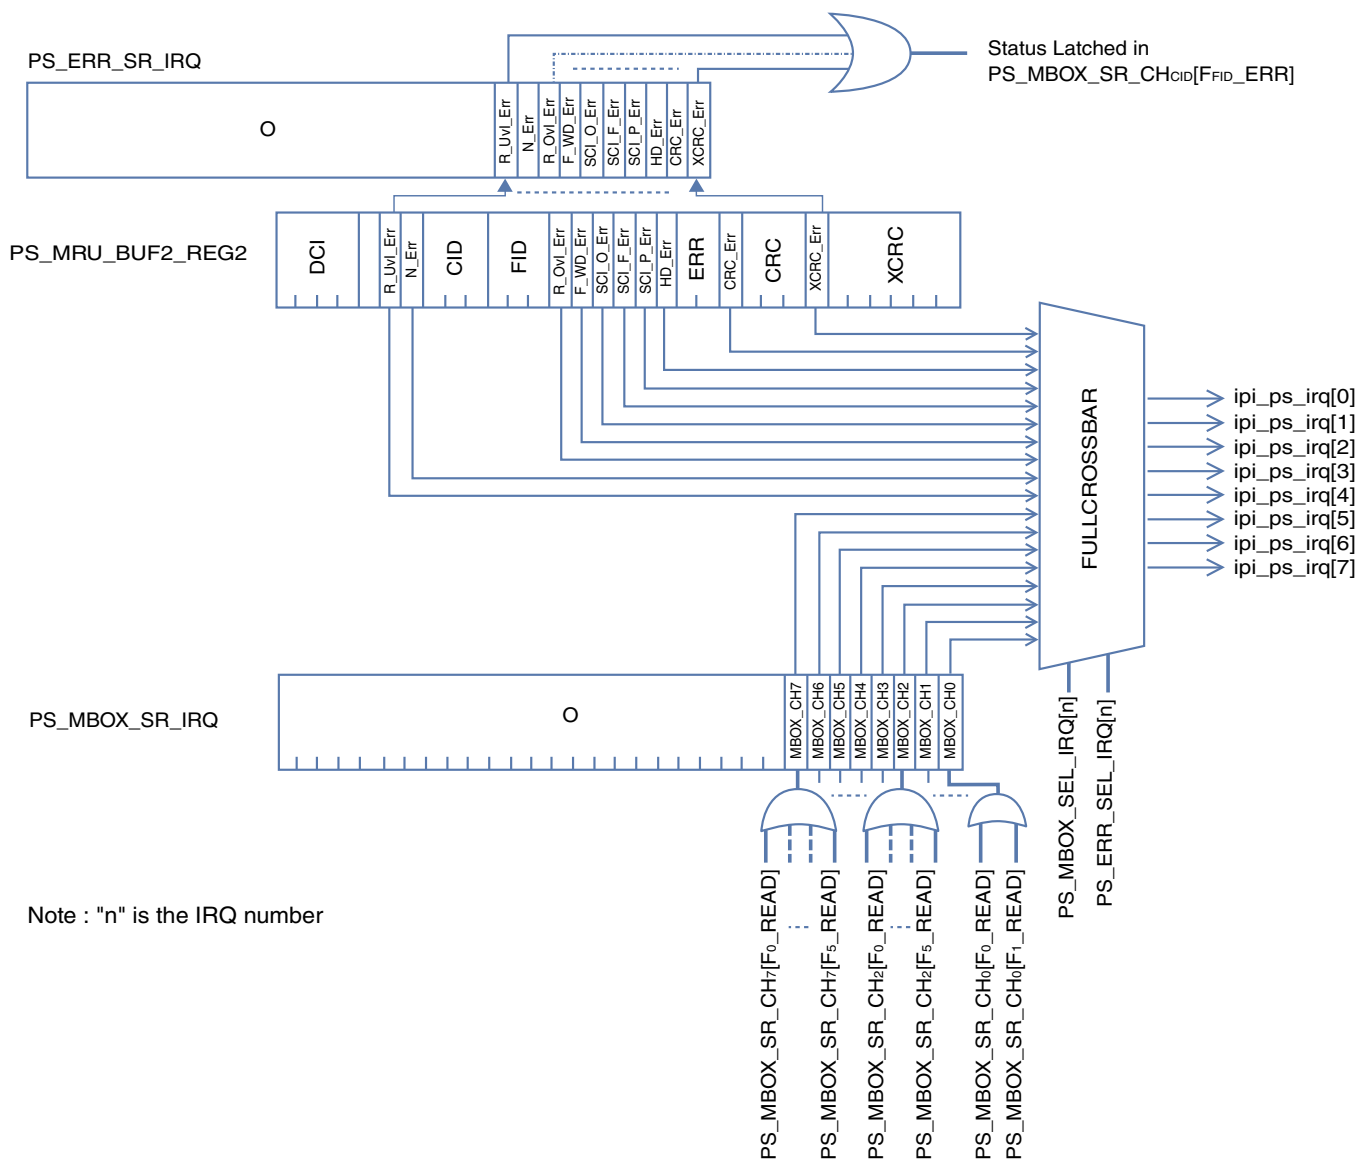 Status Latched in
PS_MBOX_SR_CHCID[FFID_ERR]
PS_ERR_SR_IRQ
O
R_Uvl_Err
N_Err
R_Ovl_Err
F_WD_Err
SCI_O_Err
SCI_F_Err
SCI_P_Err
HD_Err
CRC_Err
XCRC_Err
PS_MRU_BUF2_REG2
DCI
R_Uvl_Err
N_Err
CID
FID
R_Ovl_Err
F_WD_Err
SCI_O_Err
SCI_F_Err
SCI_P_Err
HD_Err
ERR
CRC_Err
CRC
XCRC_Err
XCRC
FULLCROSSBAR
ipi_ps_irq[0]
ipi_ps_irq[1]
ipi_ps_irq[2]
ipi_ps_irq[3]
ipi_ps_irq[4]
ipi_ps_irq[5]
ipi_ps_irq[6]
ipi_ps_irq[7]
PS_MBOX_SR_IRQ
O
MBOX_CH7
MBOX_CH6
MBOX_CH5
MBOX_CH4
MBOX_CH3
MBOX_CH2
MBOX_CH1
MBOX_CH0
PS_MBOX_SEL_IRQ[n]
PS_ERR_SEL_IRQ[n]
Note : "n" is the IRQ number
PS_MBOX_SR_CH7[F0_READ]
PS_MBOX_SR_CH7[F5_READ]
PS_MBOX_SR_CH2[F0_READ]
PS_MBOX_SR_CH2[F5_READ]
PS_MBOX_SR_CH0[F0_READ]
PS_MBOX_SR_CH0[F1_READ]